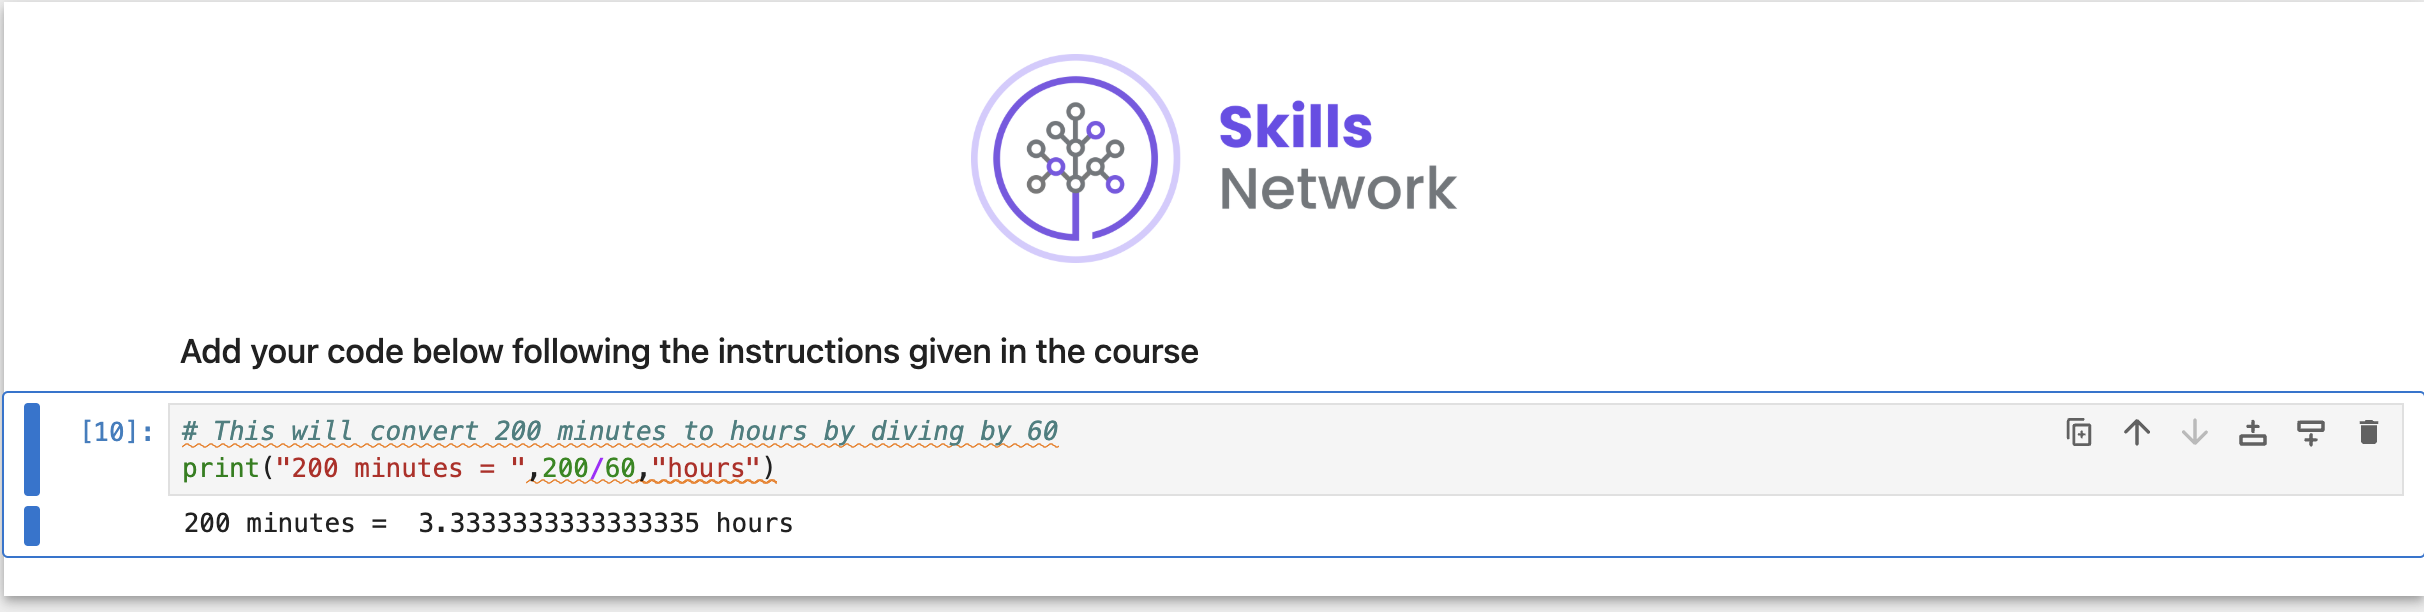 Skills
Network
Add your code below following the instructions given in the course
[10]:
# This will convert 200 minutes to hours by diving by 60
print("200 minutes = ",200/60,"hours")
200 minutes =  3.3333333333333335 hours